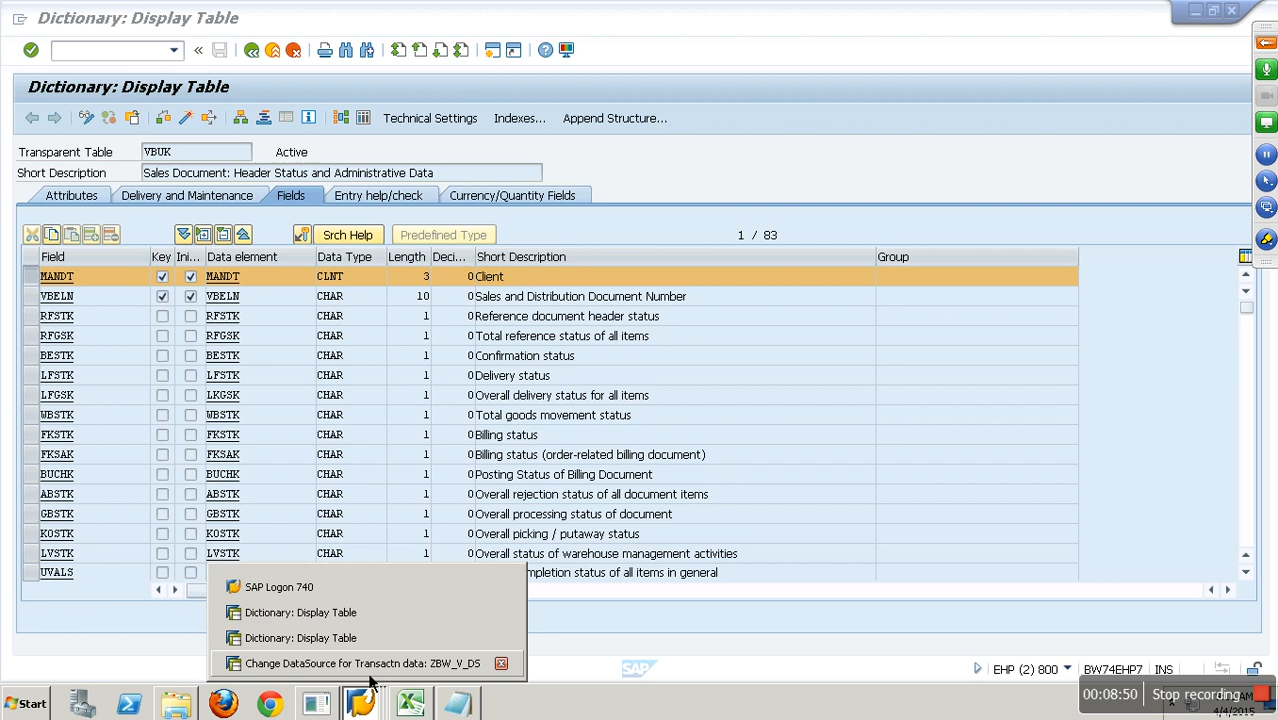 Dictionary: Display Table
Dictionary: Display Table
Technical Settings Indexes... Append Structure...
Transparent Table VBUK Active
Short Description Sales Document: Header Status and Administrative Data
Attributes Delivery and Maintenance Fields Entry help/check Currency/Quantity Fields
Srch Help Predefined Type 1 / 83
Field Key Ini... Data element Data Type Length Deci... Short Description Group
MANDT MANDT CLNT 3 0 Client
VBELN VBELN CHAR 10 0 Sales and Distribution Document Number
RFSTK RFSTK CHAR 1 0 Reference document header status
RFGSK RFGSK CHAR 1 0 Total reference status of all items
BESTK BESTK CHAR 1 0 Confirmation status
LFSTK LFSTK CHAR 1 0 Delivery status
LFGSK LKGSK CHAR 1 0 Overall delivery status for all items
WBSTK WBSTK CHAR 1 0 Total goods movement status
FKSTK FKSTK CHAR 1 0 Billing status
FKSAK FKSAK CHAR 1 0 Billing status (order-related billing document)
BUCHK BUCHK CHAR 1 0 Posting Status of Billing Document
ABSTK ABSTK CHAR 1 0 Overall rejection status of all document items
GBSTK GBSTK CHAR 1 0 Overall processing status of document
KOSTK KOSTK CHAR 1 0 Overall picking / putaway status
LVSTK LVSTK CHAR 1 0 Overall status of warehouse management activities
UVALS mpletion status of all items in general
SAP Logon 740
Dictionary: Display Table
Dictionary: Display Table
Change DataSource for Transactn data: ZBW_V_DS
SAP EHP (2) 800 BW74EHP7 INS
Start
00:08:50 Stop recording
4/4/2015